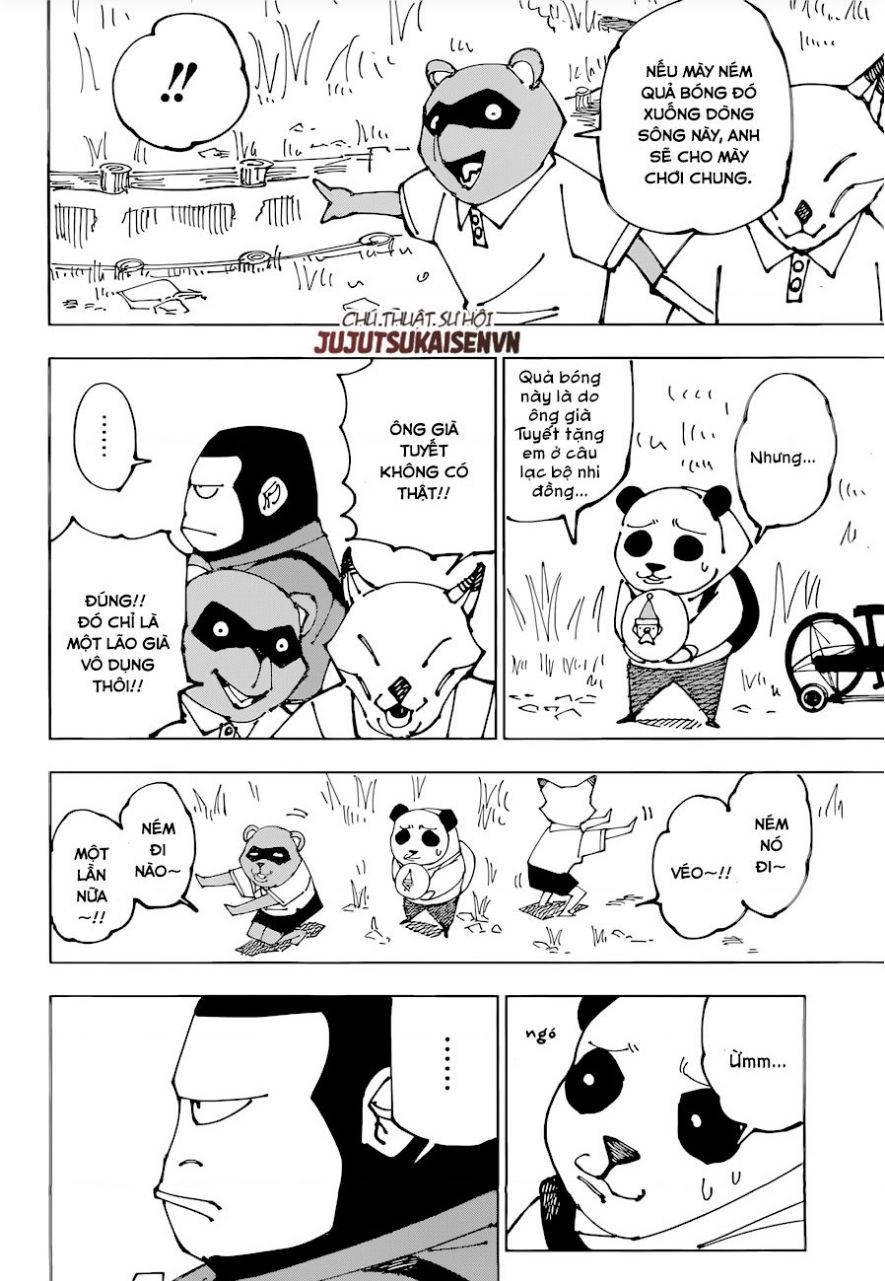 NẾU MÀY NÉM
QUẢ BÓNG ĐÓ
XUỐNG DÒNG
SÔNG NÀY, ANH
SẼ CHO MÀY
CHƠI CHUNG.
!!
CHÚ THUẬT SƯ HỒI
JUJUTSUKAISENVN
Nhưng...
Quả bóng
này là do
ông già
Tuyết tặng
em ở câu
lạc bộ nhi
đồng...
ÔNG GIÀ
TUYẾT
KHÔNG CÓ
THẬT!!
......
ĐÚNG!!
ĐÓ CHỈ LÀ
MỘT LÃO GIÀ
VÔ DỤNG
THÔI!!
NÉM
NÓ
ĐI~
VÉO~!!
NÉM
ĐI
NÀO~
MỘT
LẦN
NỮA
~!!
Ừmm...
ngó
......